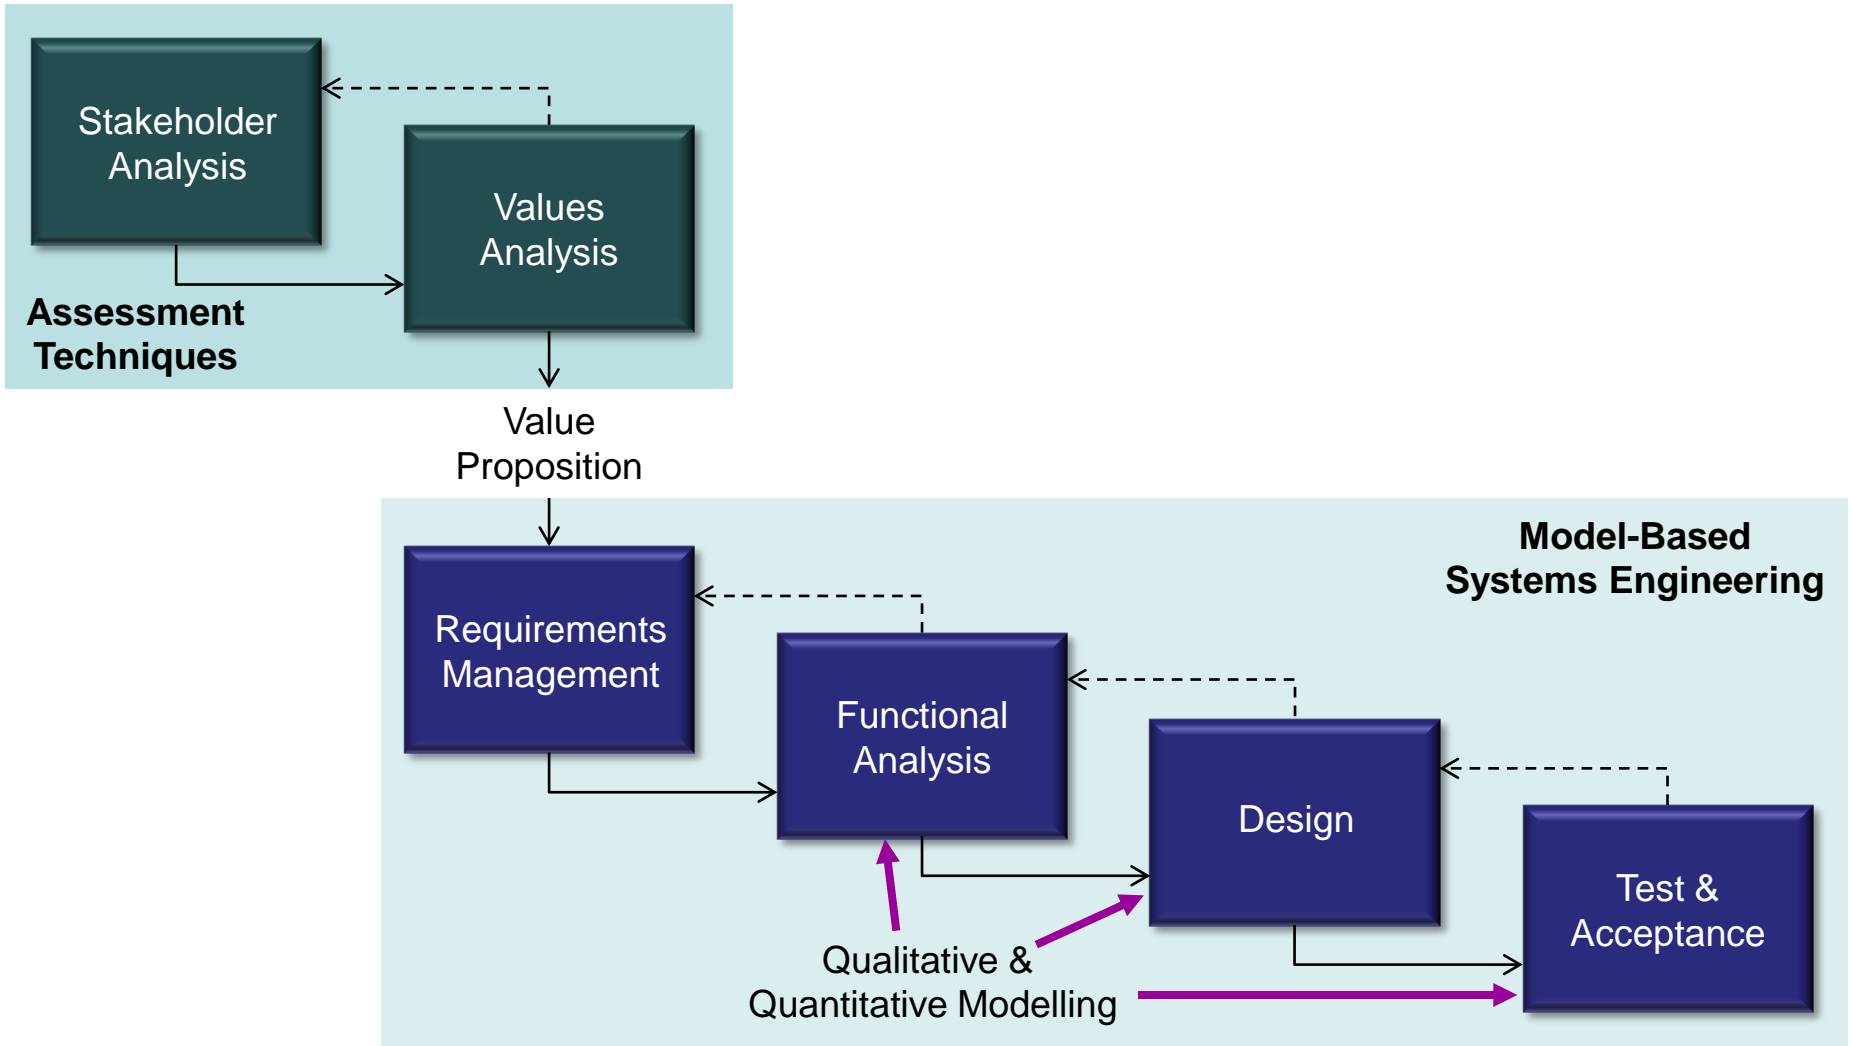 Stakeholder
Analysis
Values
Analysis
Assessment
Techniques
Value
Proposition
Model-Based
Systems Engineering
Requirements
Management
Functional
Analysis
Design
Test &
Acceptance
Qualitative &
Quantitative Modelling